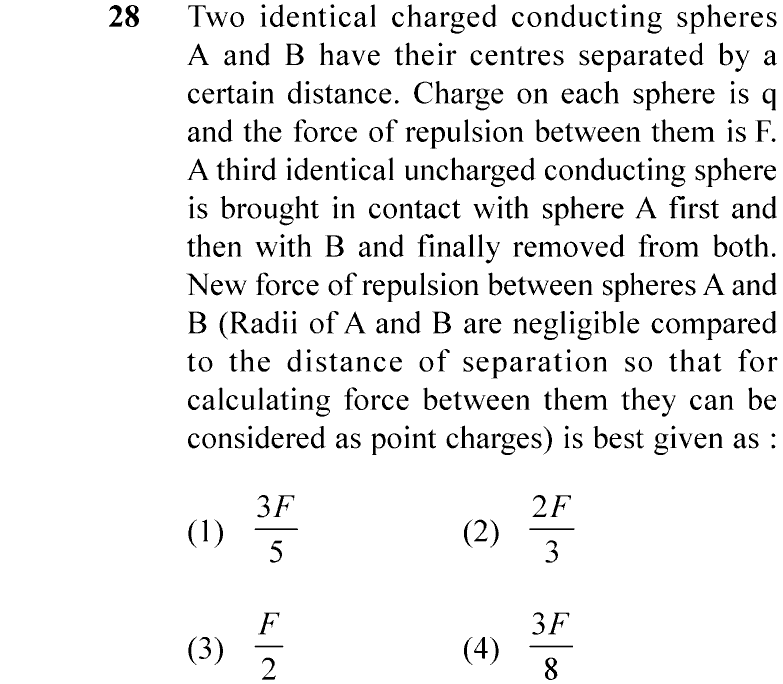 28 Two identical charged conducting spheres
A and B have their centres separated by a
certain distance. Charge on each sphere is q
and the force of repulsion between them is F.
A third identical uncharged conducting sphere
is brought in contact with sphere A first and
then with B and finally removed from both.
New force of repulsion between spheres A and
B (Radii of A and B are negligible compared
to the distance of separation so that for
calculating force between them they can be
considered as point charges) is best given as :
(1) 3F/5 (2) 2F/3
(3) F/2 (4) 3F/8